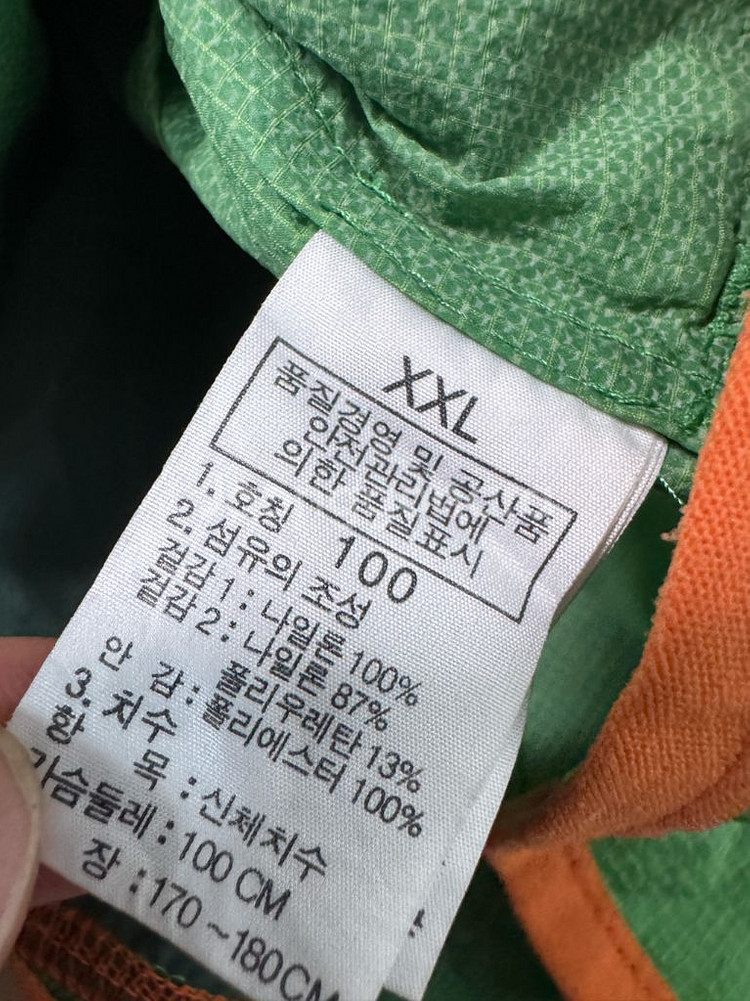 XXL
품질경영 및 공산품
안전관리법에
의한 품질표시
1. 호칭 100
2. 섬유의 조성
겉감 1 : 나일론 100%
겉감 2 : 나일론 87%
폴리우레탄 13%
안 감 : 폴리에스터 100%
3. 치수
항 목 : 신체치수
가슴둘레 : 100 CM
장 : 170 ~180CM